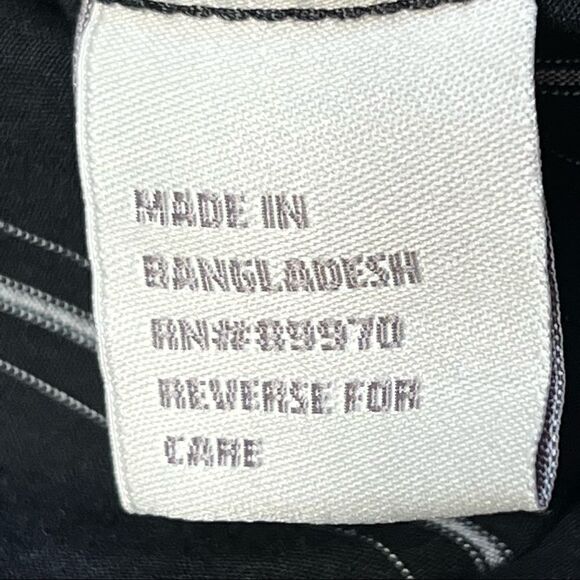 MADE IN
BANGLADESH
RN#89970
REVERSE FOR
CARE